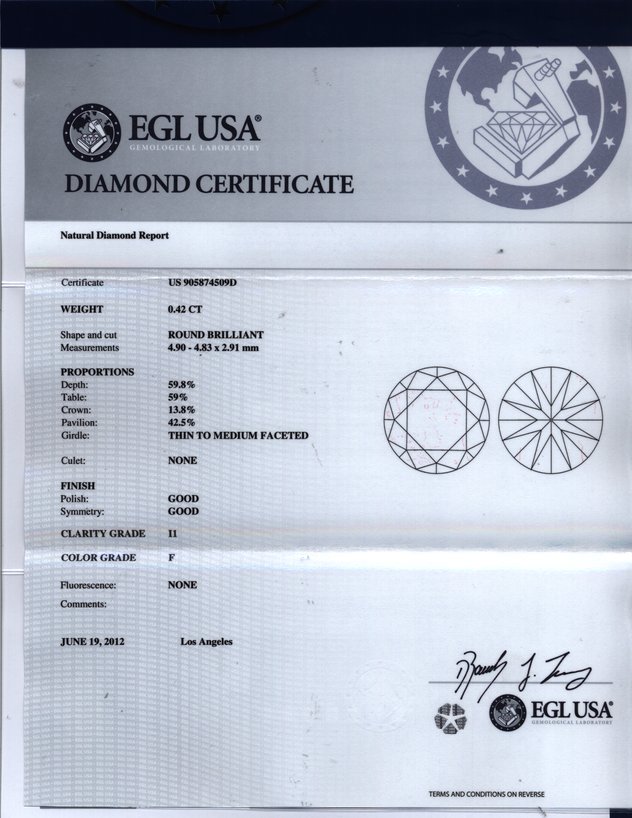 EGL USA®
GEMOLOGICAL LABORATORY
DIAMOND CERTIFICATE
Natural Diamond Report
Certificate US 905874509D
WEIGHT 0.42 CT
Shape and cut ROUND BRILLIANT
Measurements 4.90 - 4.83 x 2.91 mm
PROPORTIONS
Depth: 59.8%
Table: 59%
Crown: 13.8%
Pavilion: 42.5%
Girdle: THIN TO MEDIUM FACETED
Culet: NONE
FINISH
Polish: GOOD
Symmetry: GOOD
CLARITY GRADE I1
COLOR GRADE F
Fluorescence: NONE
Comments:
JUNE 19, 2012 Los Angeles
EGL USA®
GEMOLOGICAL LABORATORY
TERMS AND CONDITIONS ON REVERSE